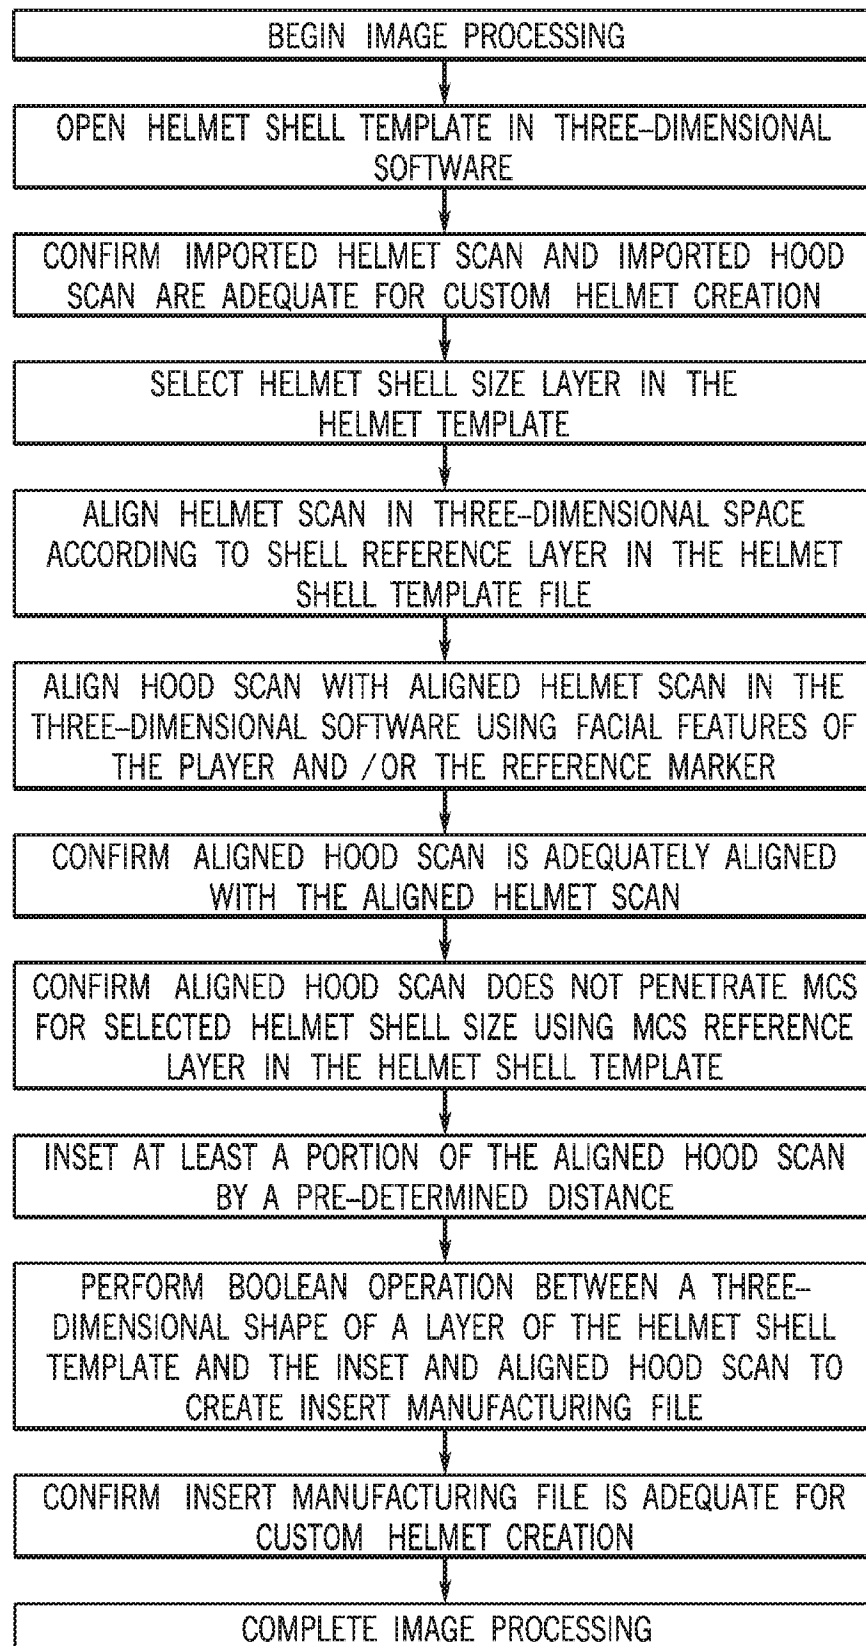 BEGIN IMAGE PROCESSING
OPEN HELMET SHELL TEMPLATE IN THREE-DIMENSIONAL
SOFTWARE
CONFIRM IMPORTED HELMET SCAN AND IMPORTED HOOD
SCAN ARE ADEQUATE FOR CUSTOM HELMET CREATION
SELECT HELMET SHELL SIZE LAYER IN THE
HELMET TEMPLATE
ALIGN HELMET SCAN IN THREE-DIMENSIONAL SPACE
ACCORDING TO SHELL REFERENCE LAYER IN THE HELMET
SHELL TEMPLATE FILE
ALIGN HOOD SCAN WITH ALIGNED HELMET SCAN IN THE
THREE-DIMENSIONAL SOFTWARE USING FACIAL FEATURES OF
THE PLAYER AND /OR THE REFERENCE MARKER
CONFIRM ALIGNED HOOD SCAN IS ADEQUATELY ALIGNED
WITH THE ALIGNED HELMET SCAN
CONFIRM ALIGNED HOOD SCAN DOES NOT PENETRATE MCS
FOR SELECTED HELMET SHELL SIZE USING MCS REFERENCE
LAYER IN THE HELMET SHELL TEMPLATE
INSET AT LEAST A PORTION OF THE ALIGNED HOOD SCAN
BY A PRE-DETERMINED DISTANCE
PERFORM BOOLEAN OPERATION BETWEEN A THREE-
DIMENSIONAL SHAPE OF A LAYER OF THE HELMET SHELL
TEMPLATE AND THE INSET AND ALIGNED HOOD SCAN TO
CREATE INSERT MANUFACTURING FILE
CONFIRM INSERT MANUFACTURING FILE IS ADEQUATE FOR
CUSTOM HELMET CREATION
COMPLETE IMAGE PROCESSING